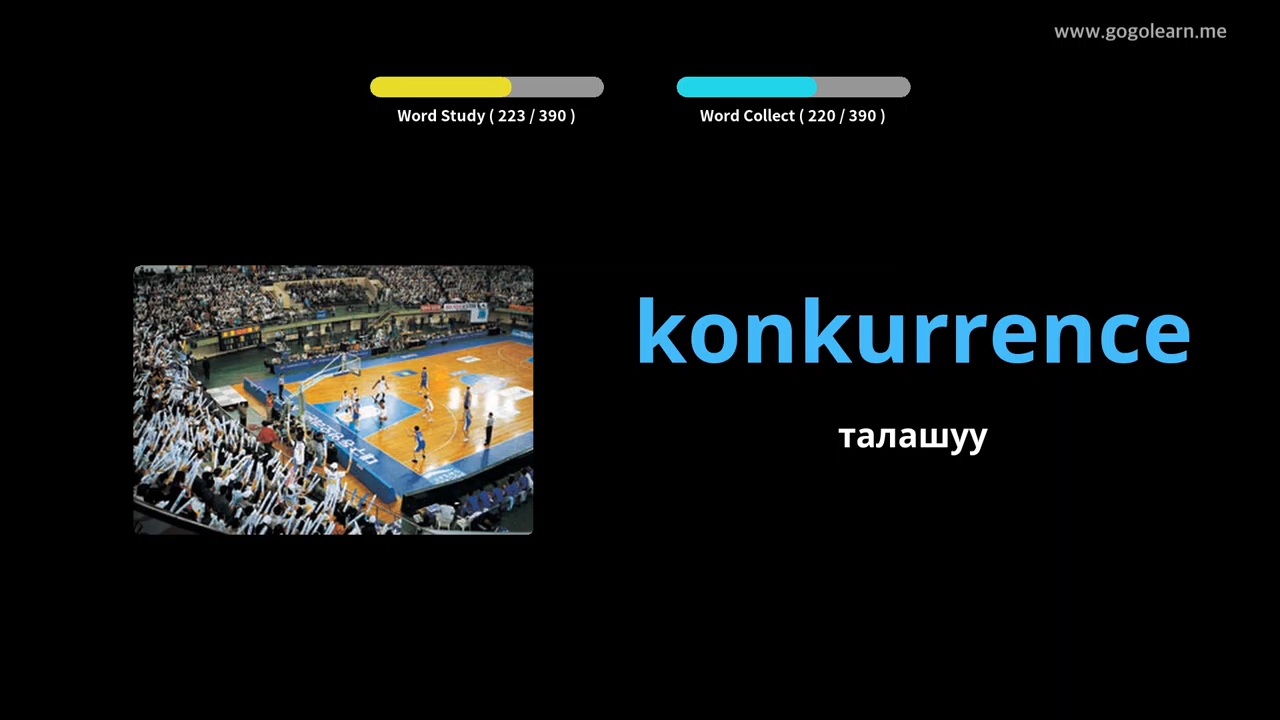 www.gogolearn.me
Word Study ( 223 / 390 )
Word Collect ( 220 / 390 )
konkurrence
талашуу